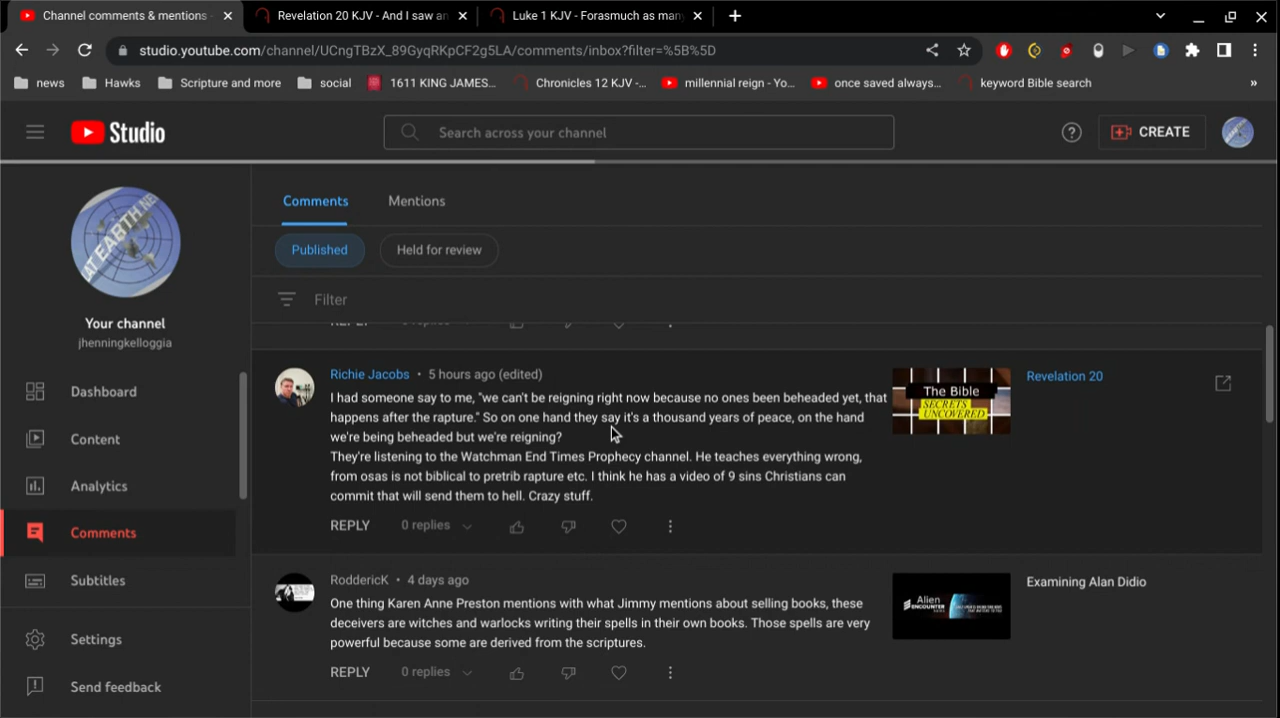 Channel comments & mentions -
Revelation 20 KJV - And I saw an
Luke 1 KJV - Forasmuch as many
studio.youtube.com/channel/UCngTBzX_89GyqRKpCF2g5LA/comments/inbox?filter=%5B%5D
news
Hawks
Scripture and more
social
1611 KING JAMES...
Chronicles 12 KJV -...
millennial reign - Yo...
once saved always...
keyword Bible search
»
Studio
Search across your channel
CREATE
AT EARTH NE
Your channel
jhenningkelloggia
Dashboard
Content
Analytics
Comments
Subtitles
Settings
Send feedback
Comments
Mentions
Published
Held for review
Filter
REPLY 0 replies
Richie Jacobs • 5 hours ago (edited)
I had someone say to me, "we can't be reigning right now because no ones been beheaded yet, that
happens after the rapture." So on one hand they say it's a thousand years of peace, on the hand
we're being beheaded but we're reigning?
They're listening to the Watchman End Times Prophecy channel. He teaches everything wrong,
from osas is not biblical to pretrib rapture etc. I think he has a video of 9 sins Christians can
commit that will send them to hell. Crazy stuff.
REPLY 0 replies
The Bible
SECRETS
UNCOVERED
Revelation 20
RoddericK • 4 days ago
One thing Karen Anne Preston mentions with what Jimmy mentions about selling books, these
deceivers are witches and warlocks writing their spells in their own books. Those spells are very
powerful because some are derived from the scriptures.
REPLY 0 replies
Alien
ENCOUNTER
Examining Alan Didio